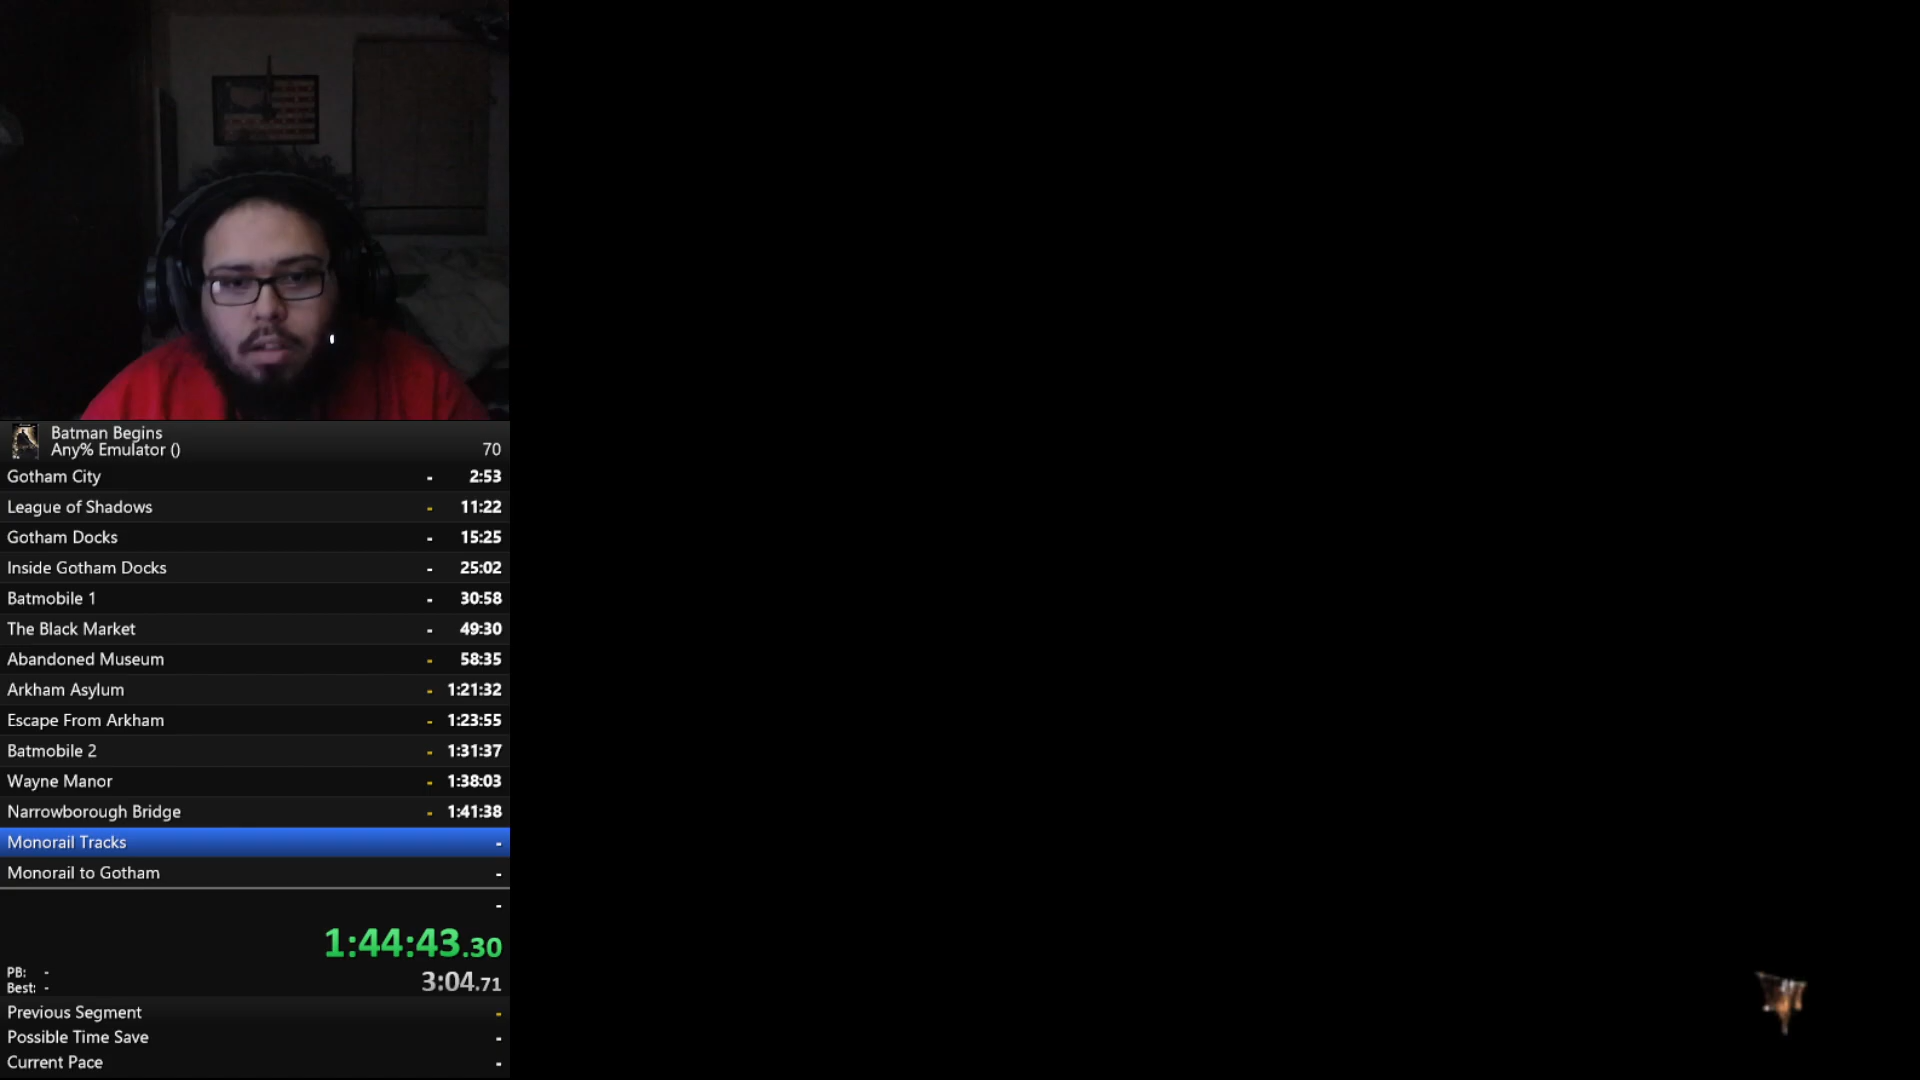 Batman Begins
Any% Emulator () 70
Gotham City - 2:53
League of Shadows - 11:22
Gotham Docks - 15:25
Inside Gotham Docks - 25:02
Batmobile 1 - 30:58
The Black Market - 49:30
Abandoned Museum - 58:35
Arkham Asylum - 1:21:32
Escape From Arkham - 1:23:55
Batmobile 2 - 1:31:37
Wayne Manor - 1:38:03
Narrowborough Bridge - 1:41:38
Monorail Tracks -
Monorail to Gotham -
-
1:44:43.30
PB: -
Best: -
3:04.71
Previous Segment -
Possible Time Save -
Current Pace -